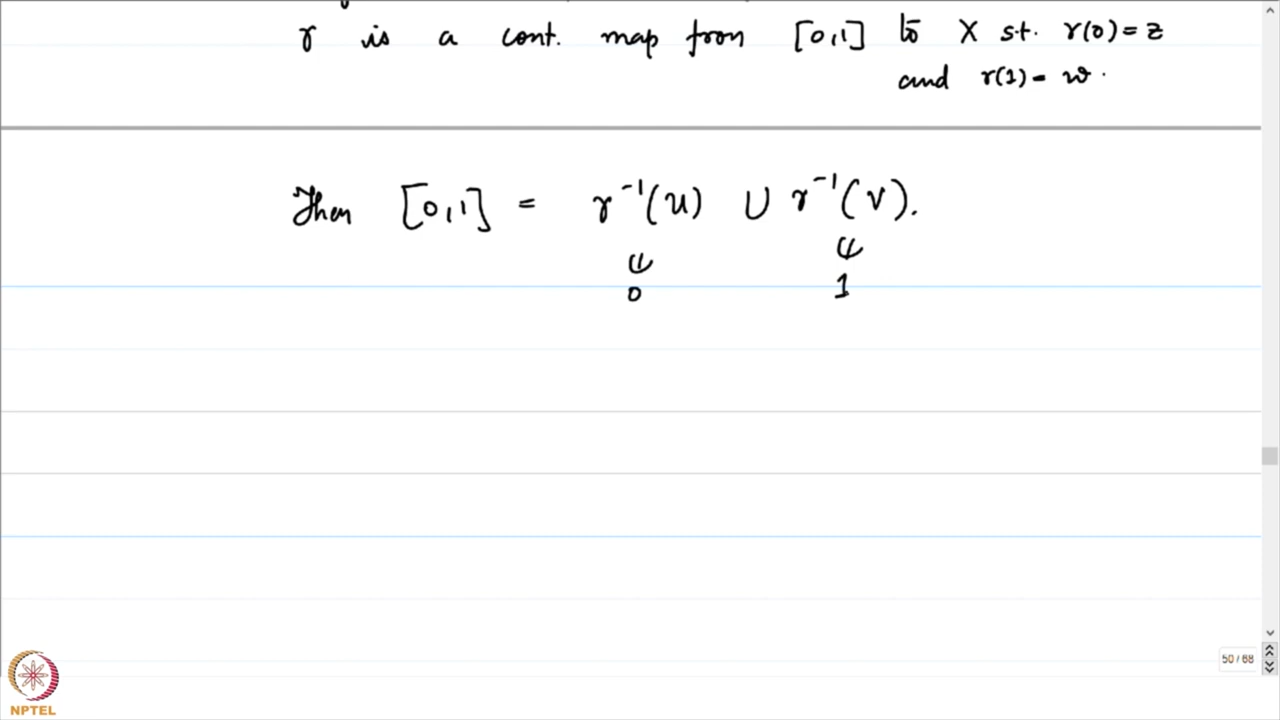 γ is a cont. map from [0,1] to X s.t. γ(0) = z
and γ(1) = w.
Then [0,1] = γ⁻¹(U) ∪ γ⁻¹(V).
⋓ ⋓
0 1
50 / 68
NPTEL